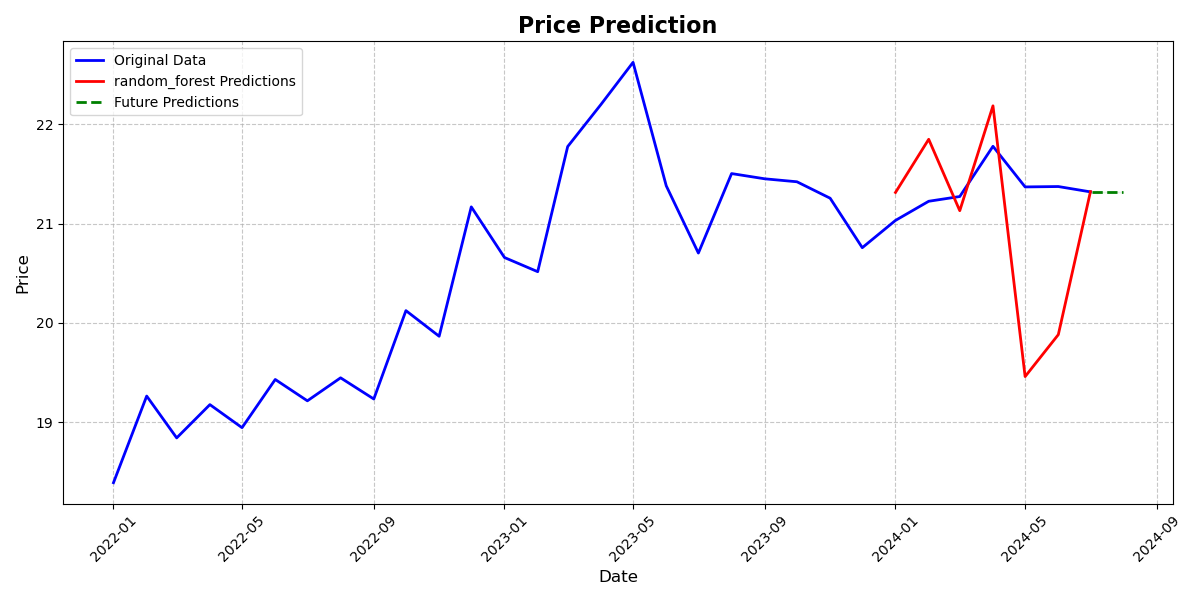 Price Prediction
Original Data
random_forest Predictions
Future Predictions
Price
22
21
20
19
2022-01
2022-05
2022-09
2023-01
2023-05
2023-09
2024-01
2024-05
2024-09
Date